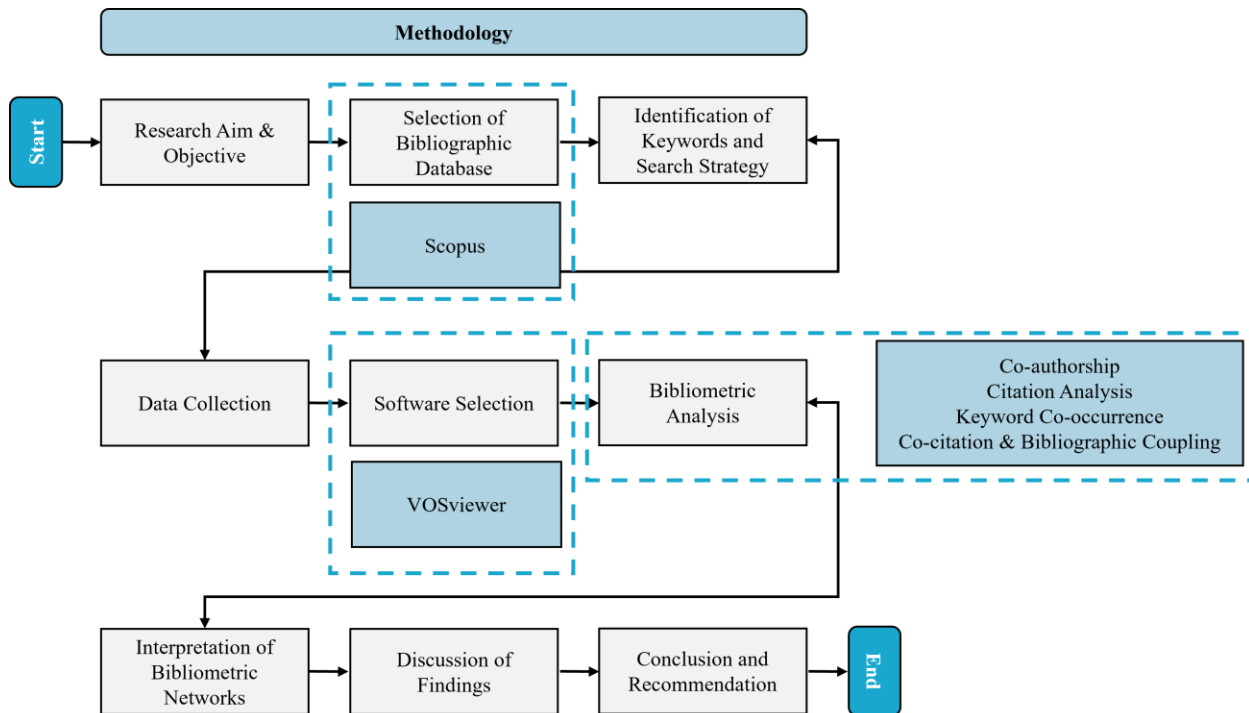 Methodology
Start
Research Aim &
Objective
Selection of
Bibliographic
Database
Identification of
Keywords and
Search Strategy
Scopus
Data Collection
Software Selection
Bibliometric
Analysis
Co-authorship
Citation Analysis
Keyword Co-occurrence
Co-citation & Bibliographic Coupling
VOSviewer
Interpretation of
Bibliometric
Networks
Discussion of
Findings
Conclusion and
Recommendation
End